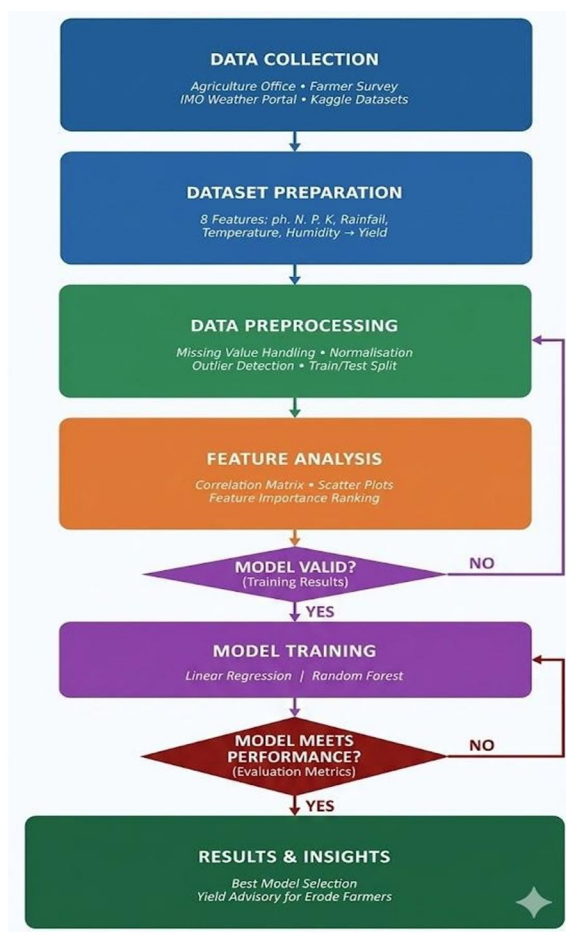 DATA COLLECTION
Agriculture Office • Farmer Survey
IMO Weather Portal • Kaggle Datasets
DATASET PREPARATION
8 Features: ph. N. P. K, Rainfail,
Temperature, Humidity → Yield
DATA PREPROCESSING
Missing Value Handling • Normalisation
Outlier Detection • Train/Test Split
FEATURE ANALYSIS
Correlation Matrix • Scatter Plots
Feature Importance Ranking
MODEL VALID?
(Training Results)
NO
YES
MODEL TRAINING
Linear Regression | Random Forest
MODEL MEETS
PERFORMANCE?
(Evaluation Metrics)
NO
YES
RESULTS & INSIGHTS
Best Model Selection
Yield Advisory for Erode Farmers